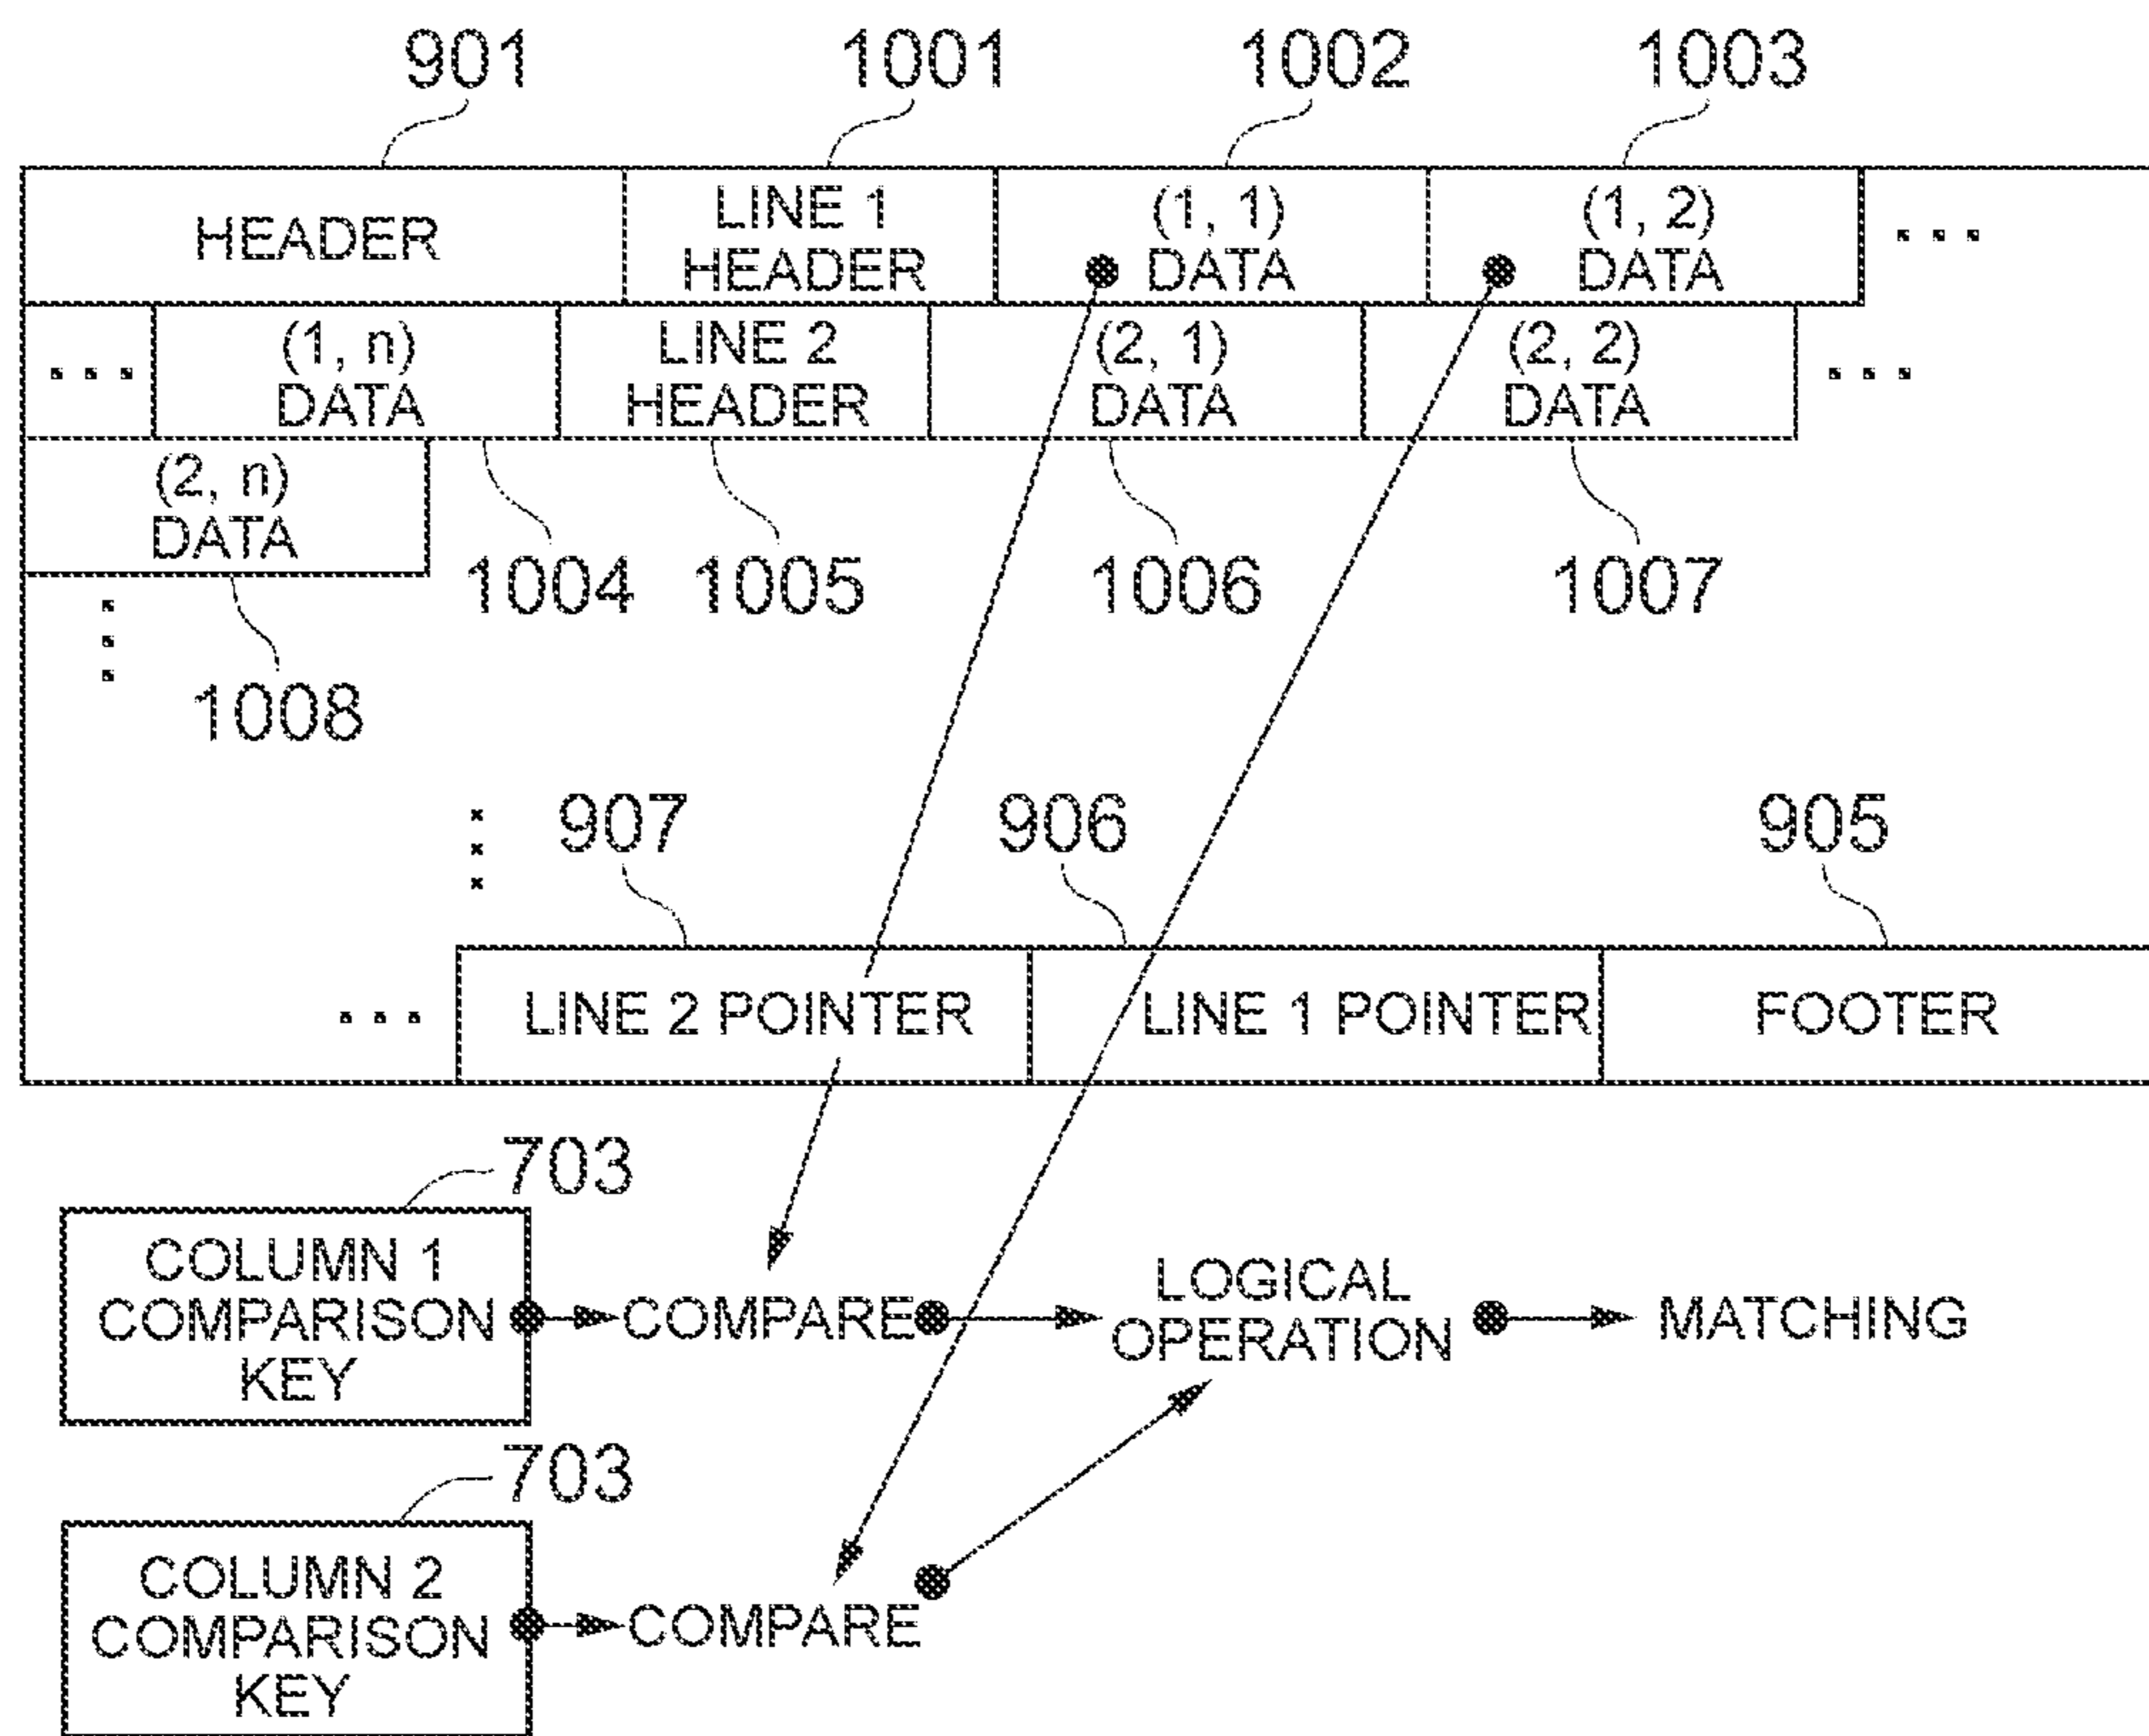 901 1001 1002 1003
HEADER
LINE 1
HEADER
(1, 1)
DATA
(1, 2)
DATA
...
...
(1, n)
DATA
LINE 2
HEADER
(2, 1)
DATA
(2, 2)
DATA
...
(2, n)
DATA
1004 1005 1006 1007
1008
907 906 905
... LINE 2 POINTER LINE 1 POINTER FOOTER
703
COLUMN 1
COMPARISON
KEY
COMPARE
LOGICAL
OPERATION
MATCHING
703
COLUMN 2
COMPARISON
KEY
COMPARE